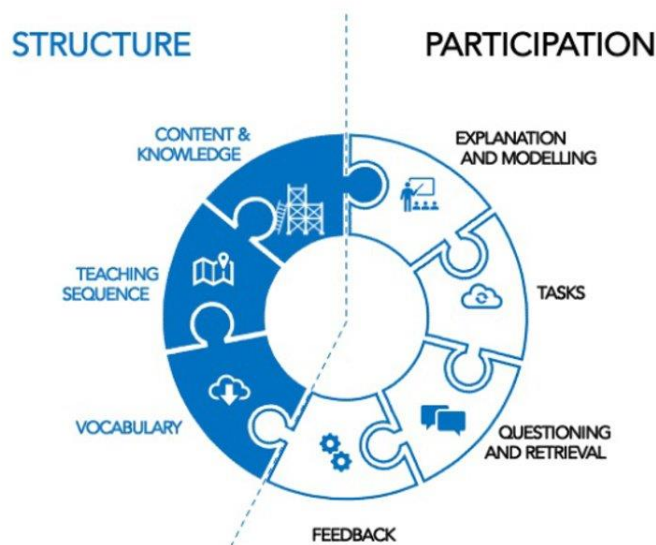 STRUCTURE
PARTICIPATION
CONTENT &
KNOWLEDGE
EXPLANATION
AND MODELLING
TEACHING
SEQUENCE
TASKS
VOCABULARY
QUESTIONING
AND RETRIEVAL
FEEDBACK